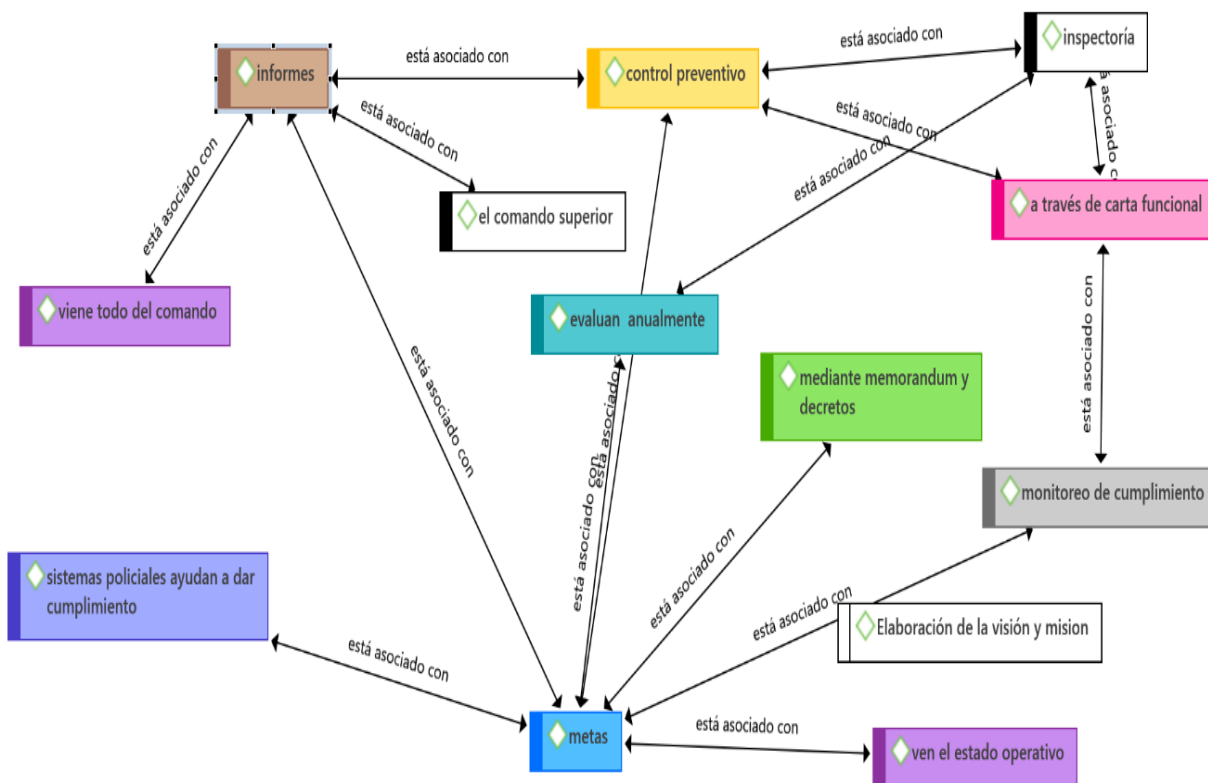 inspectoría
está asociado con
está asociado con
informes
control preventivo
asociado
está asociado con
está asociado con
está asociado con
está asociado con
el comando superior
a través de carta funcional
viene todo del comando
evaluan anualmente
está asociado con
está asociado con
mediante memorandum y
decretos
está asociado
está asociado con
monitoreo de cumplimiento
está asociado con
sistemas policiales ayudan a dar
cumplimiento
está asociado con
Elaboración de la visión y mision
está asociado con
metas
está asociado con
ven el estado operativo